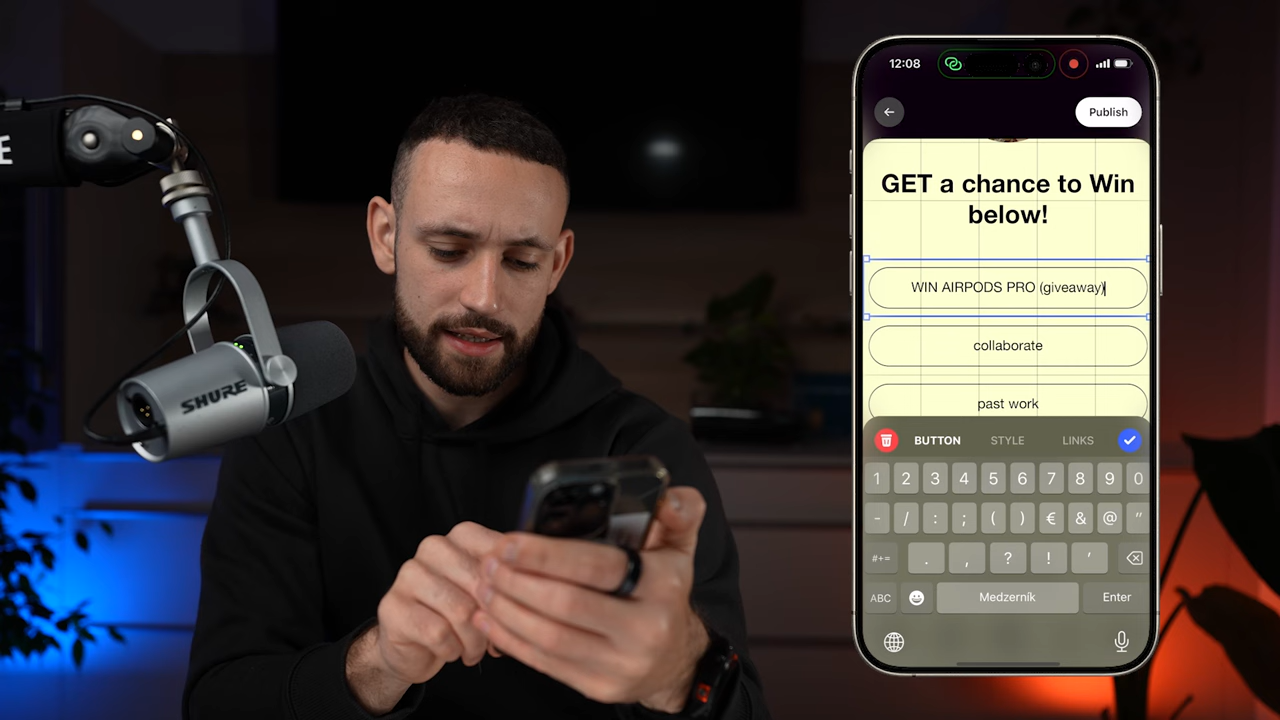 E
SHURE
12:08
Publish
GET a chance to Win
below!
WIN AIRPODS PRO (giveaway)
collaborate
past work
BUTTON STYLE LINKS
1 2 3 4 5 6 7 8 9 0
- / : ; ( ) € & @ "
#+= . , ? ! '
ABC Medzerník Enter